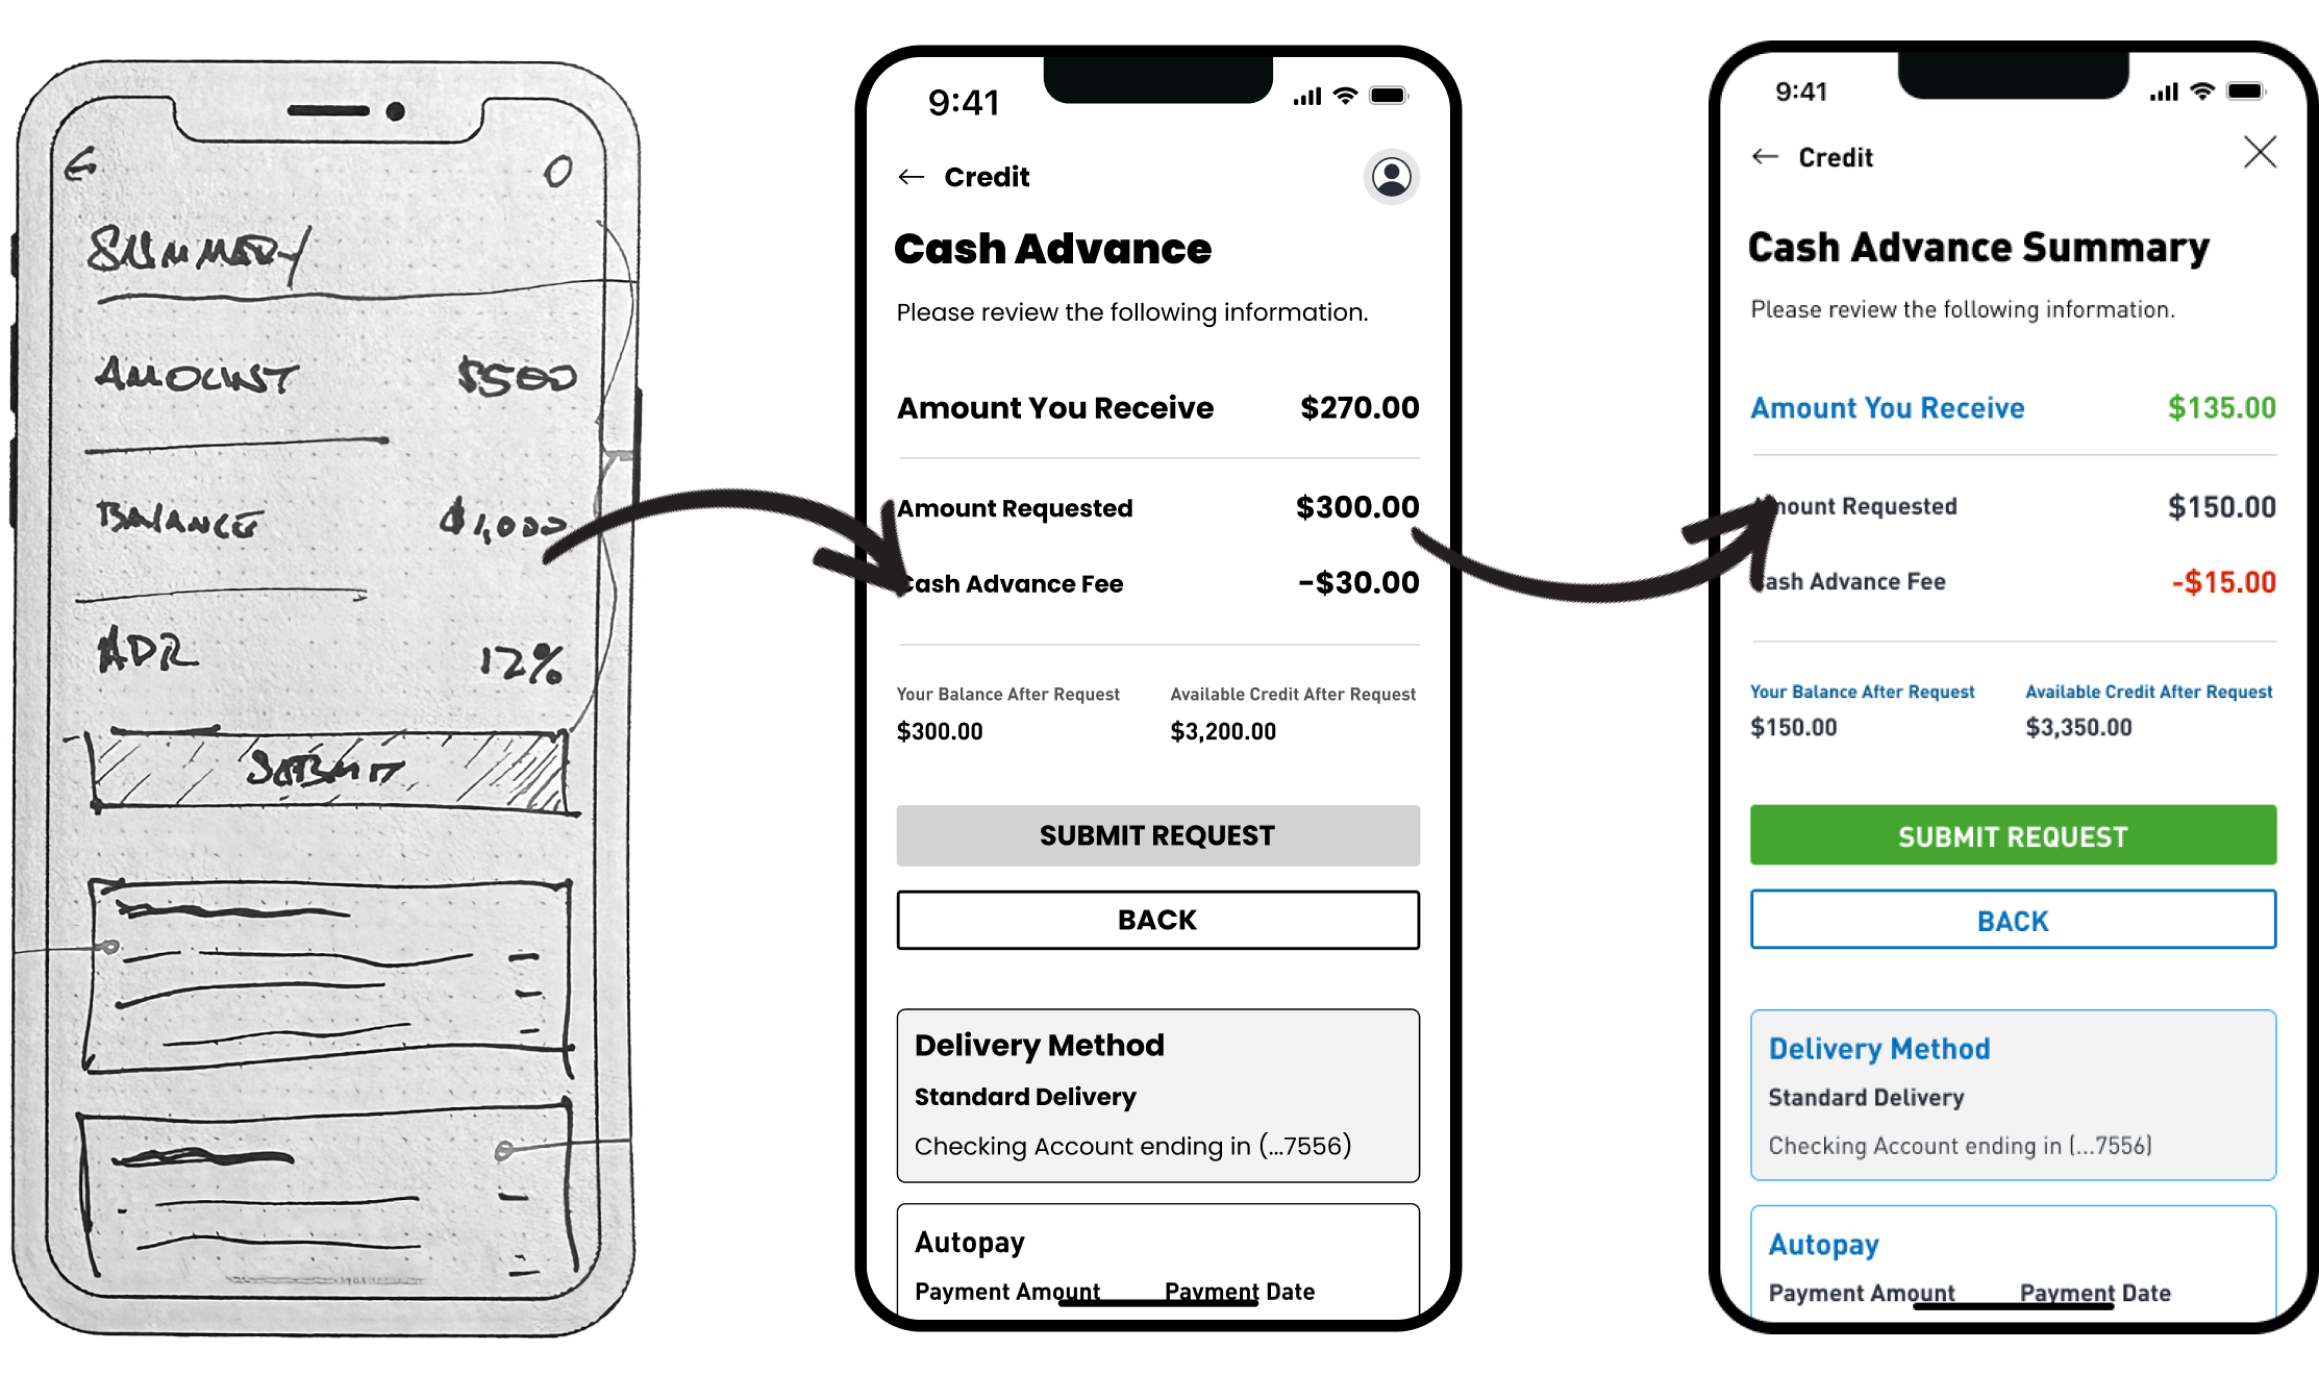 SUMMARY
AMOUNT $500
BALANCE $1,000
ADR 12%
SUBMIT
9:41
← Credit
Cash Advance
Please review the following information.
Amount You Receive $270.00
Amount Requested $300.00
Cash Advance Fee -$30.00
Your Balance After Request Available Credit After Request
$300.00 $3,200.00
SUBMIT REQUEST
BACK
Delivery Method
Standard Delivery
Checking Account ending in (...7556)
Autopay
Payment Amount Payment Date
9:41
← Credit
Cash Advance Summary
Please review the following information.
Amount You Receive $135.00
Amount Requested $150.00
Cash Advance Fee -$15.00
Your Balance After Request Available Credit After Request
$150.00 $3,350.00
SUBMIT REQUEST
BACK
Delivery Method
Standard Delivery
Checking Account ending in (...7556)
Autopay
Payment Amount Payment Date